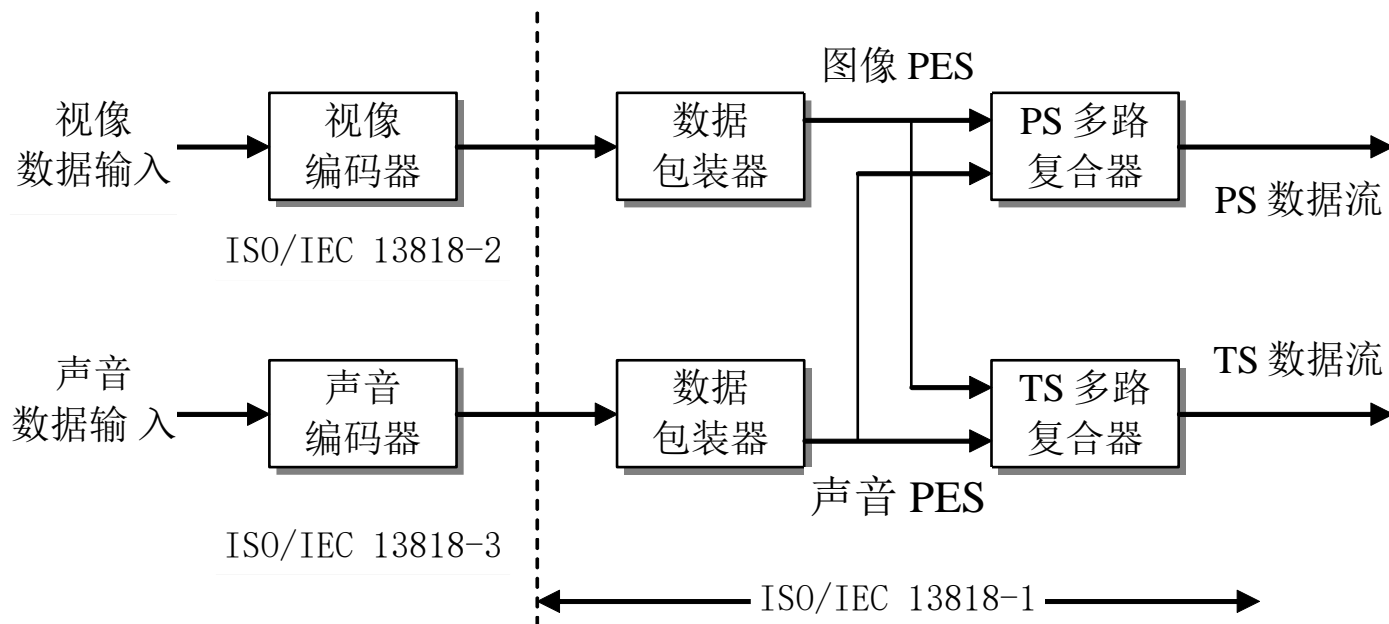 图像 PES
视像
数据输入
视像
编码器
数据
包装器
PS 多路
复合器
PS 数据流
ISO/IEC 13818-2
声音
数据输 入
声音
编码器
数据
包装器
TS 多路
复合器
TS 数据流
声音 PES
ISO/IEC 13818-3
ISO/IEC 13818-1